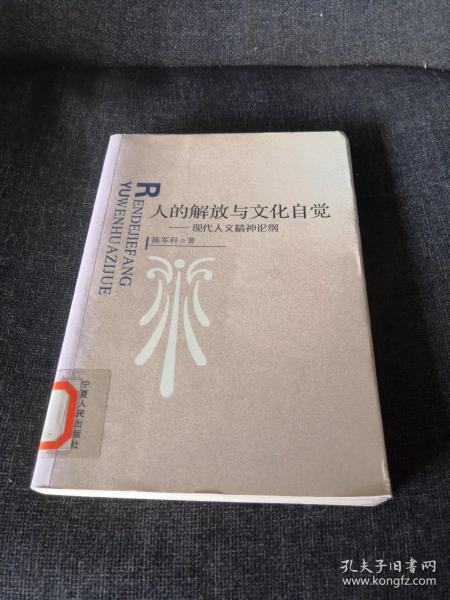 RENDEJIEFANG
YUWENHUAZIJUE
人的解放与文化自觉
——现代人文精神论纲
陈军科 著
宁夏人民出版社
孔夫子旧书网
www.kongfz.com